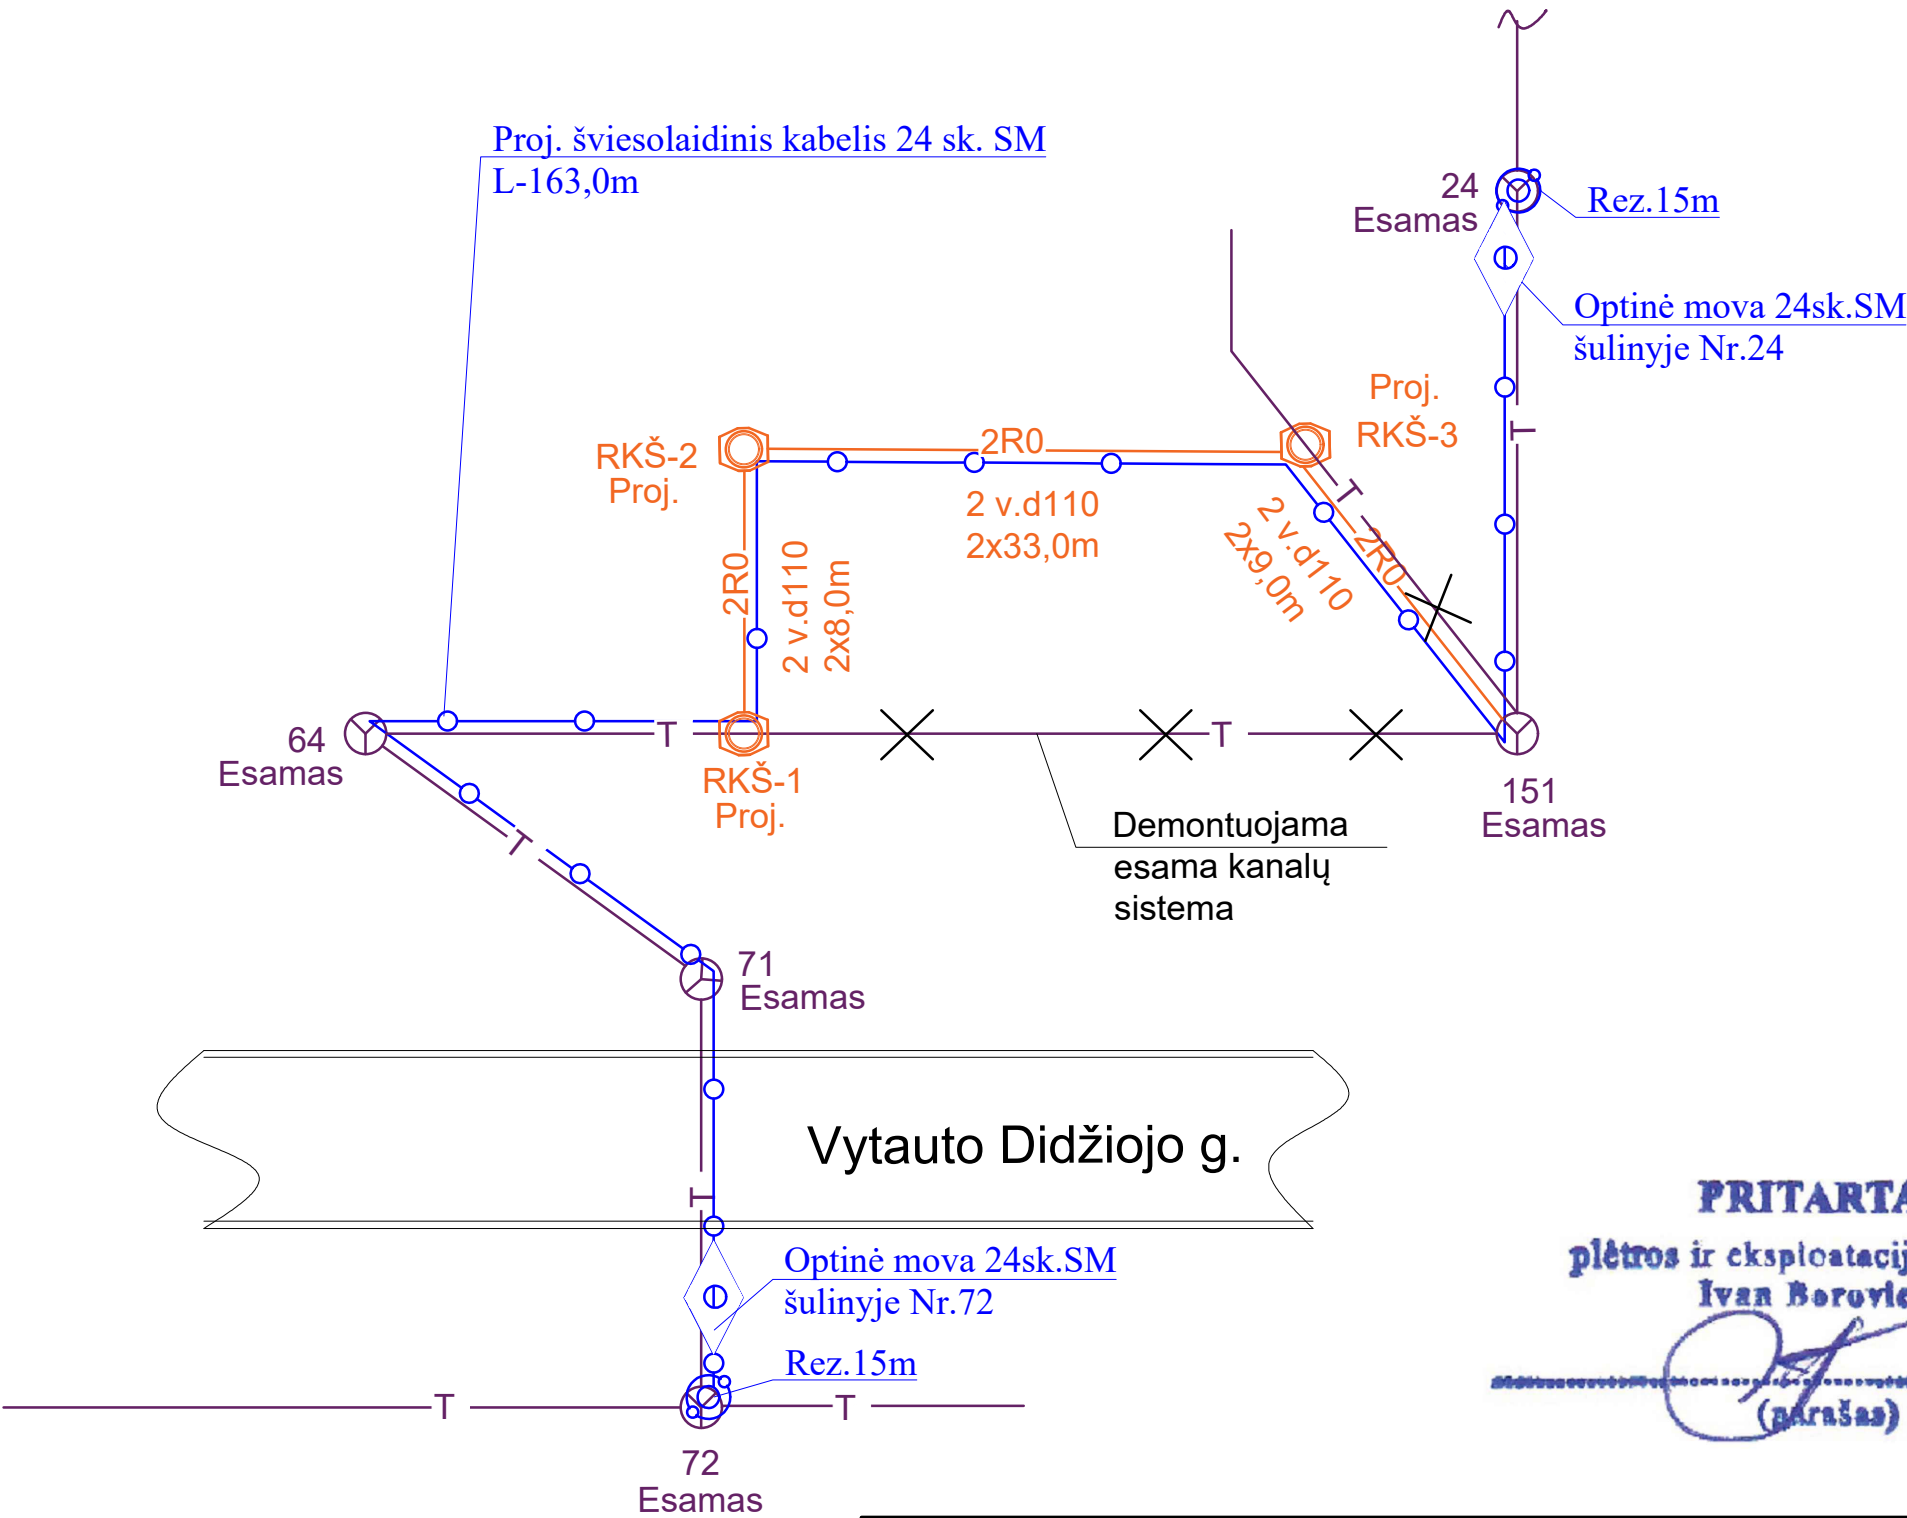 Proj. šviesolaidinis kabelis 24 sk. SM
L-163,0m
24
Esamas
Rez.15m
Optinė mova 24sk.SM
šulinyje Nr.24
Proj.
RKŠ-3
RKŠ-2
Proj.
2R0
2 v.d110
2x33,0m
T
T
2R0
2 v.d110
2x9,0m
2R0
2 v.d110
2x8,0m
64
Esamas
T
T
RKŠ-1
Proj.
151
Esamas
Demontuojama
esama kanalų
sistema
T
71
Esamas
Vytauto Didžiojo g.
T
PRITARTA
plėtros ir eksploatacij
Ivan Borovic
(parašas)
Optinė mova 24sk.SM
šulinyje Nr.72
Rez.15m
T
T
72
Esamas